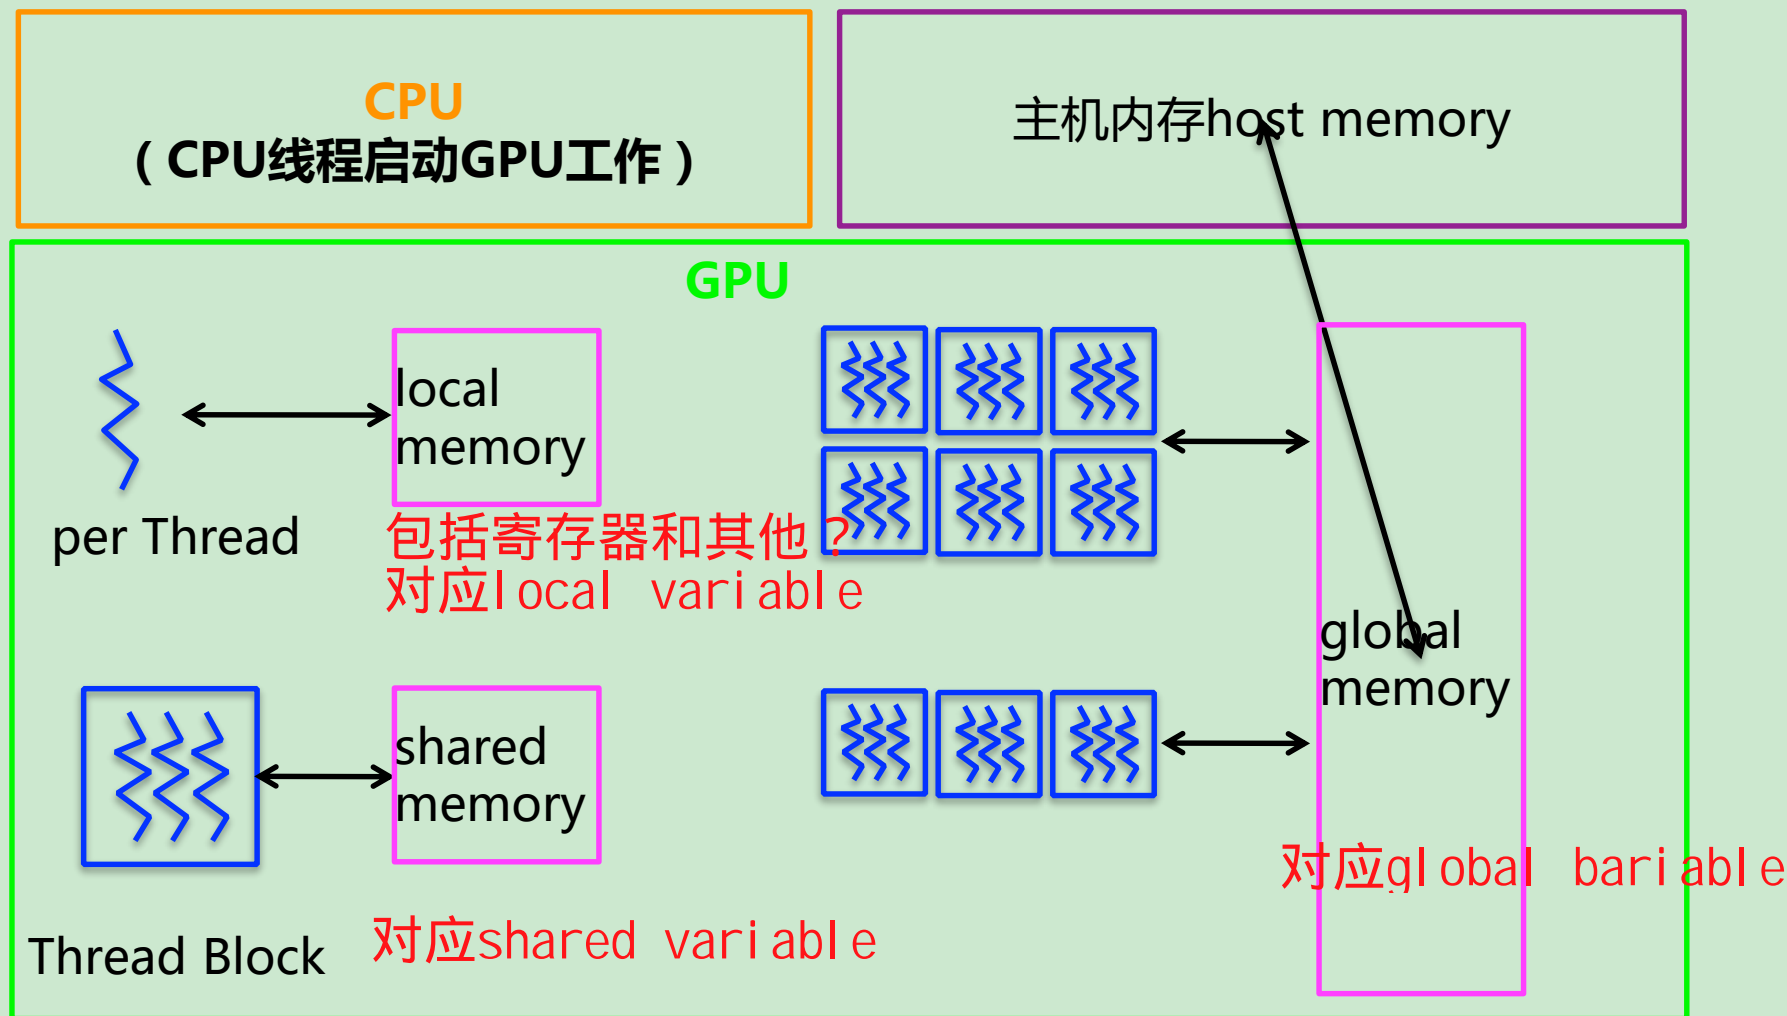 CPU
（CPU线程启动GPU工作）
主机内存host memory
GPU
local
memory
per Thread
包括寄存器和其他？
对应local variable
global
memory
shared
memory
对应global bariable
Thread Block
对应shared variable